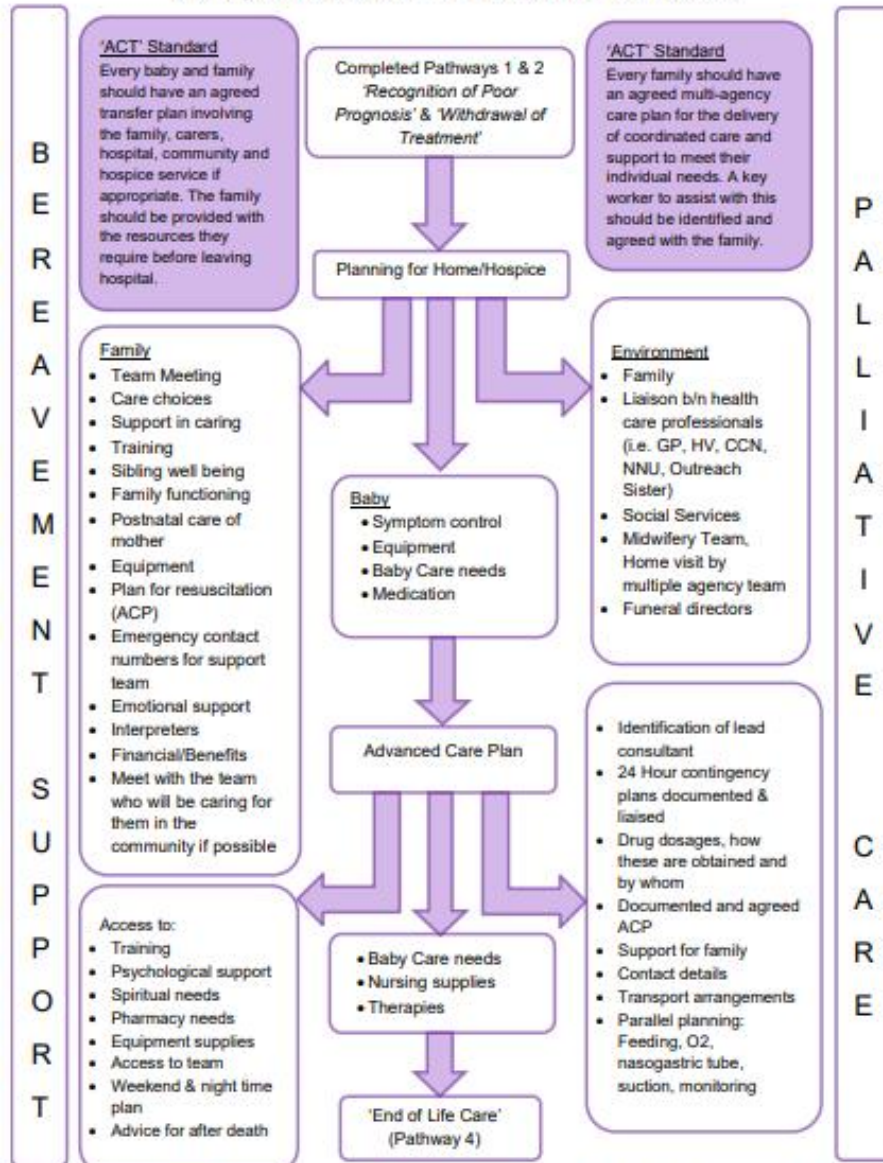 B
E
R
E
A
V
E
M
E
N
T
S
U
P
P
O
R
T
'ACT' Standard
Every baby and family
should have an agreed
transfer plan involving
the family, carers,
hospital, community and
hospice service if
appropriate. The family
should be provided with
the resources they
require before leaving
hospital.
Completed Pathways 1 & 2
'Recognition of Poor
Prognosis' & 'Withdrawal of
Treatment'
'ACT' Standard
Every family should have
an agreed multi-agency
care plan for the delivery
of coordinated care and
support to meet their
individual needs. A key
worker to assist with this
should be identified and
agreed with the family.
Planning for Home/Hospice
Family
• Team Meeting
• Care choices
• Support in caring
• Training
• Sibling well being
• Family functioning
• Postnatal care of
mother
• Equipment
• Plan for resuscitation
(ACP)
• Emergency contact
numbers for support
team
• Emotional support
• Interpreters
• Financial/Benefits
• Meet with the team
who will be caring for
them in the
community if possible
Baby
• Symptom control
• Equipment
• Baby Care needs
• Medication
Environment
• Family
• Liaison b/n health
care professionals
(i.e. GP, HV, CCN,
NNU, Outreach
Sister)
• Social Services
• Midwifery Team,
Home visit by
multiple agency team
• Funeral directors
Advanced Care Plan
Access to:
• Training
• Psychological support
• Spiritual needs
• Pharmacy needs
• Equipment supplies
• Access to team
• Weekend & night time
plan
• Advice for after death
• Baby Care needs
• Nursing supplies
• Therapies
• Identification of lead
consultant
• 24 Hour contingency
plans documented &
liaised
• Drug dosages, how
these are obtained and
by whom
• Documented and agreed
ACP
• Support for family
• Contact details
• Transport arrangements
• Parallel planning:
Feeding, O2,
nasogastric tube,
suction, monitoring
'End of Life Care'
(Pathway 4)
P
A
L
L
I
A
T
I
V
E
C
A
R
E